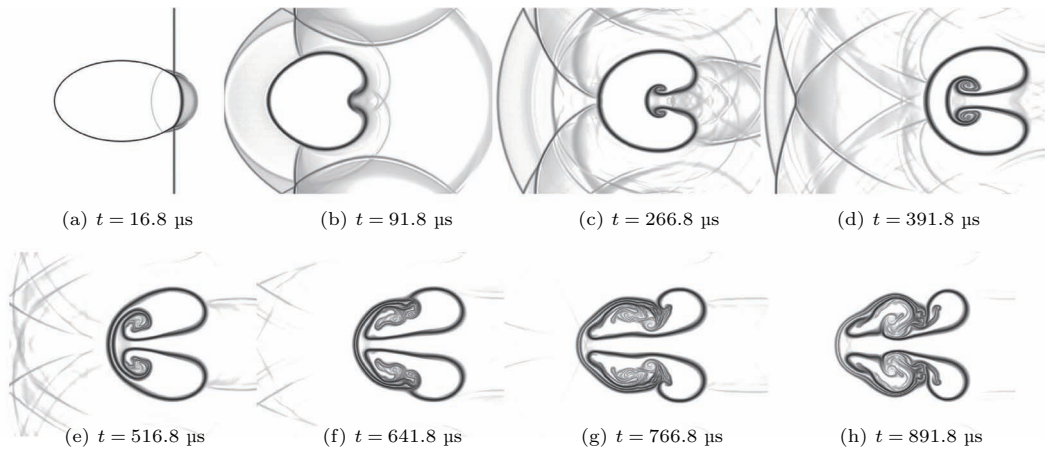 (a) t = 16.8 µs
(b) t = 91.8 µs
(c) t = 266.8 µs
(d) t = 391.8 µs
(e) t = 516.8 µs
(f) t = 641.8 µs
(g) t = 766.8 µs
(h) t = 891.8 µs